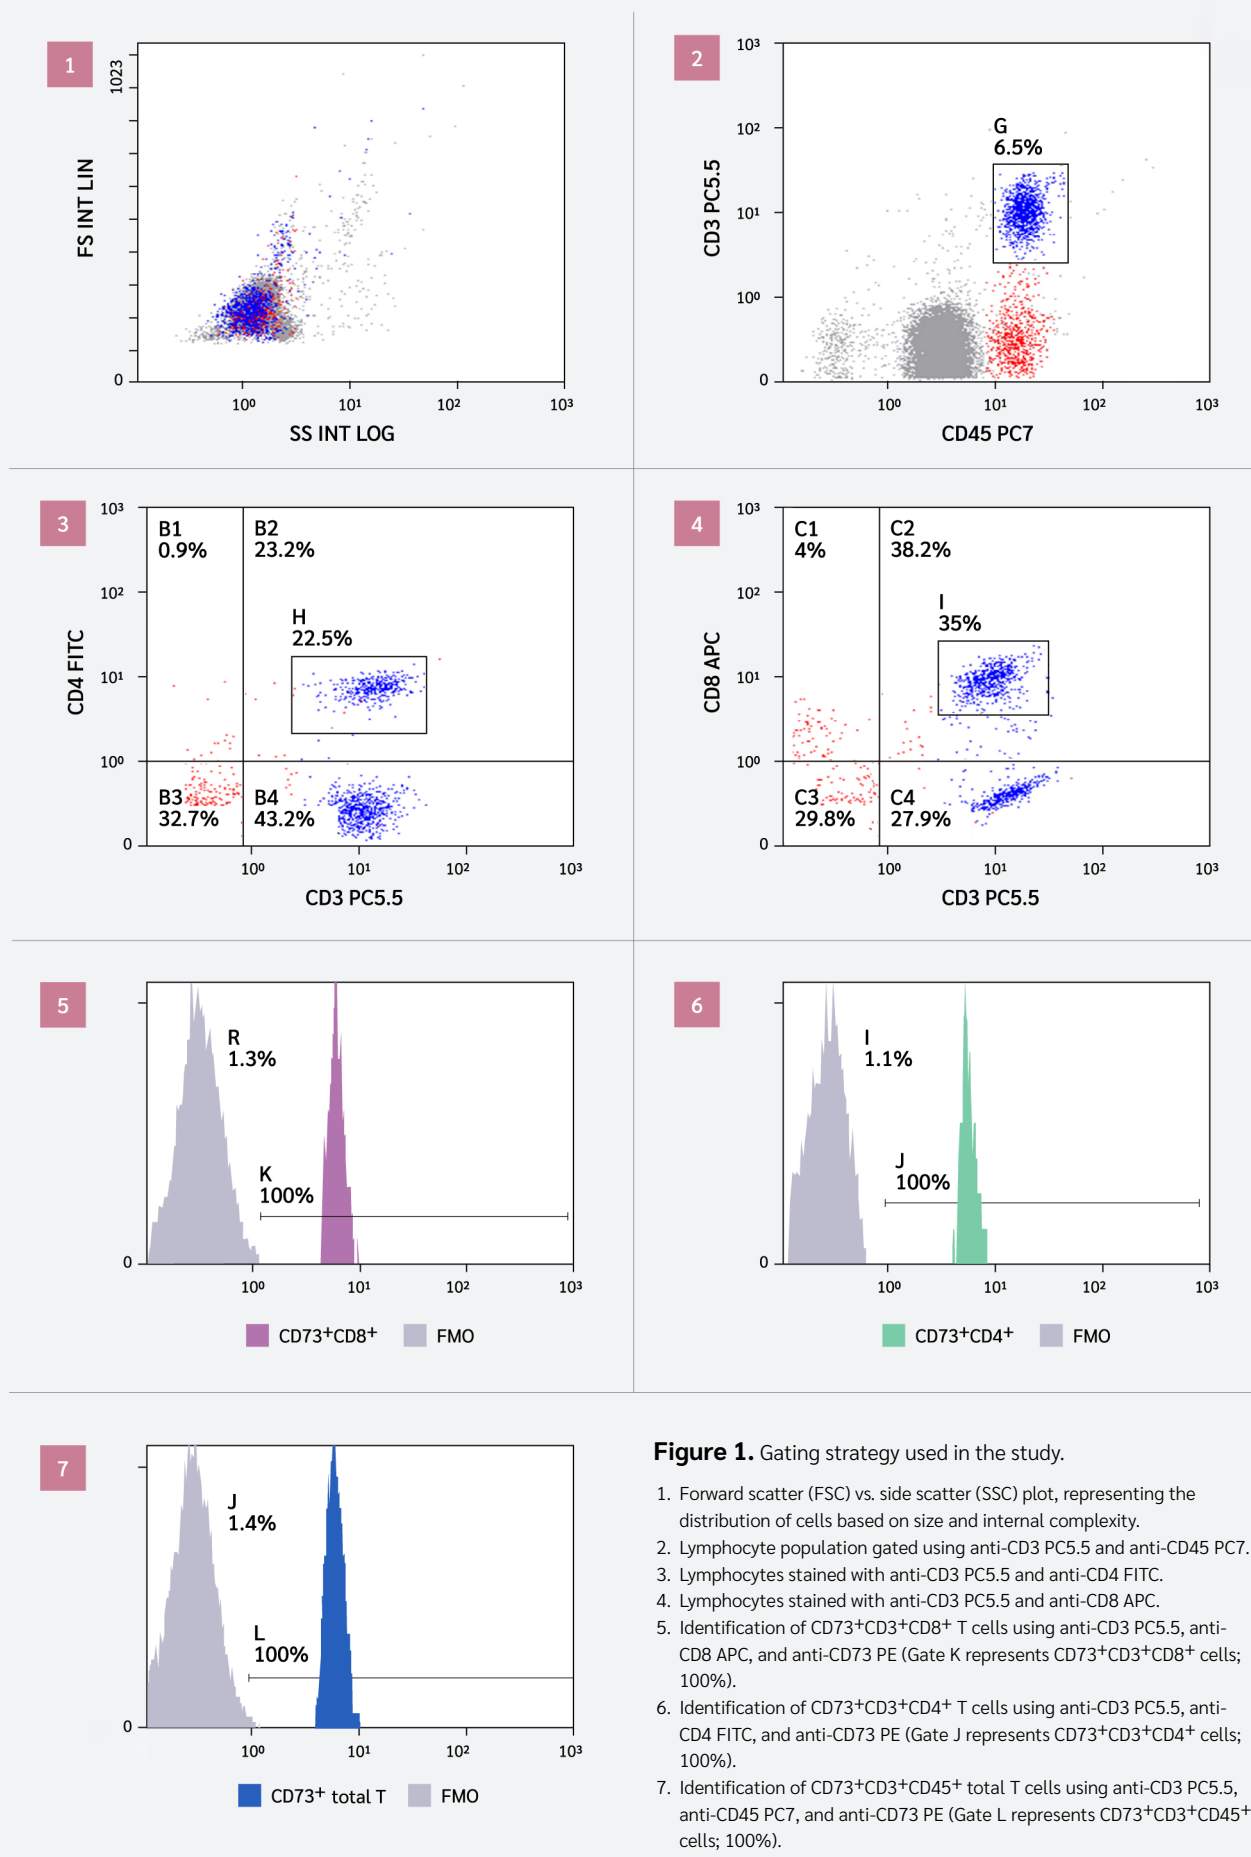 1
1023
FS INT LIN
0
10⁰
10¹
10²
10³
SS INT LOG
2
10³
10²
10¹
10⁰
0
CD3 PC5.5
G
6.5%
10⁰
10¹
10²
10³
CD45 PC7
3
10³
10²
10¹
10⁰
0
CD4 FITC
B1
0.9%
B2
23.2%
H
22.5%
B3
32.7%
B4
43.2%
10⁰
10¹
10²
10³
CD3 PC5.5
4
10³
10²
10¹
10⁰
0
CD8 APC
C1
4%
C2
38.2%
I
35%
C3
29.8%
C4
27.9%
10⁰
10¹
10²
10³
CD3 PC5.5
5
R
1.3%
K
100%
0
10⁰
10¹
10²
10³
CD73⁺CD8⁺
FMO
6
I
1.1%
J
100%
0
10⁰
10¹
10²
10³
CD73⁺CD4⁺
FMO
7
J
1.4%
L
100%
0
10⁰
10¹
10²
10³
CD73⁺ total T
FMO
Figure 1. Gating strategy used in the study.
1. Forward scatter (FSC) vs. side scatter (SSC) plot, representing the
distribution of cells based on size and internal complexity.
2. Lymphocyte population gated using anti-CD3 PC5.5 and anti-CD45 PC7.
3. Lymphocytes stained with anti-CD3 PC5.5 and anti-CD4 FITC.
4. Lymphocytes stained with anti-CD3 PC5.5 and anti-CD8 APC.
5. Identification of CD73⁺CD3⁺CD8⁺ T cells using anti-CD3 PC5.5, anti-
CD8 APC, and anti-CD73 PE (Gate K represents CD73⁺CD3⁺CD8⁺ cells;
100%).
6. Identification of CD73⁺CD3⁺CD4⁺ T cells using anti-CD3 PC5.5, anti-
CD4 FITC, and anti-CD73 PE (Gate J represents CD73⁺CD3⁺CD4⁺ cells;
100%).
7. Identification of CD73⁺CD3⁺CD45⁺ total T cells using anti-CD3 PC5.5,
anti-CD45 PC7, and anti-CD73 PE (Gate L represents CD73⁺CD3⁺CD45⁺
cells; 100%).